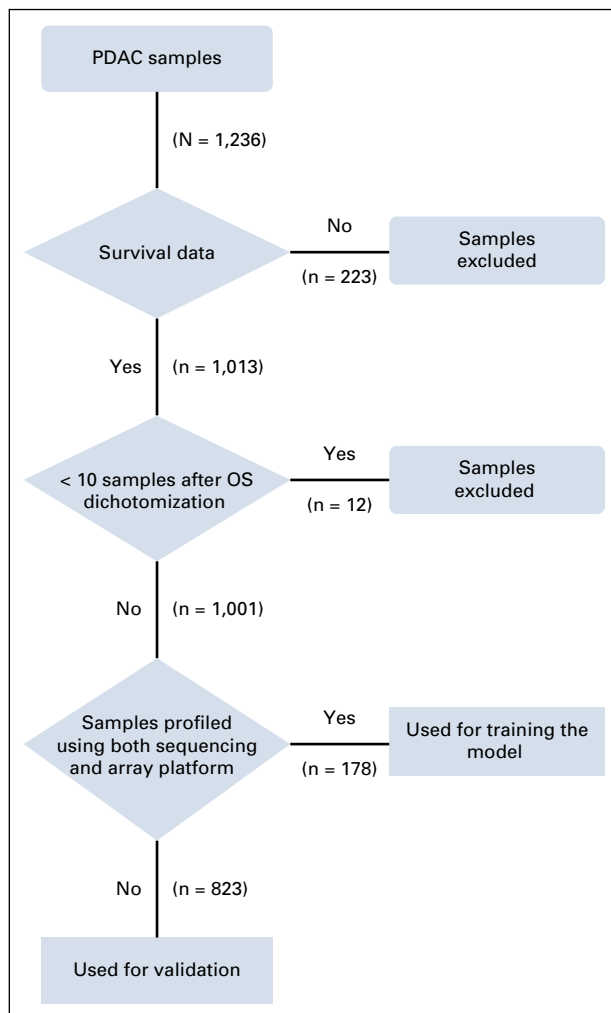 PDAC samples
(N = 1,236)
Survival data
No
(n = 223)
Samples
excluded
Yes
(n = 1,013)
< 10 samples after OS
dichotomization
Yes
(n = 12)
Samples
excluded
No
(n = 1,001)
Samples profiled
using both sequencing
and array platform
Yes
(n = 178)
Used for training the
model
No
(n = 823)
Used for validation